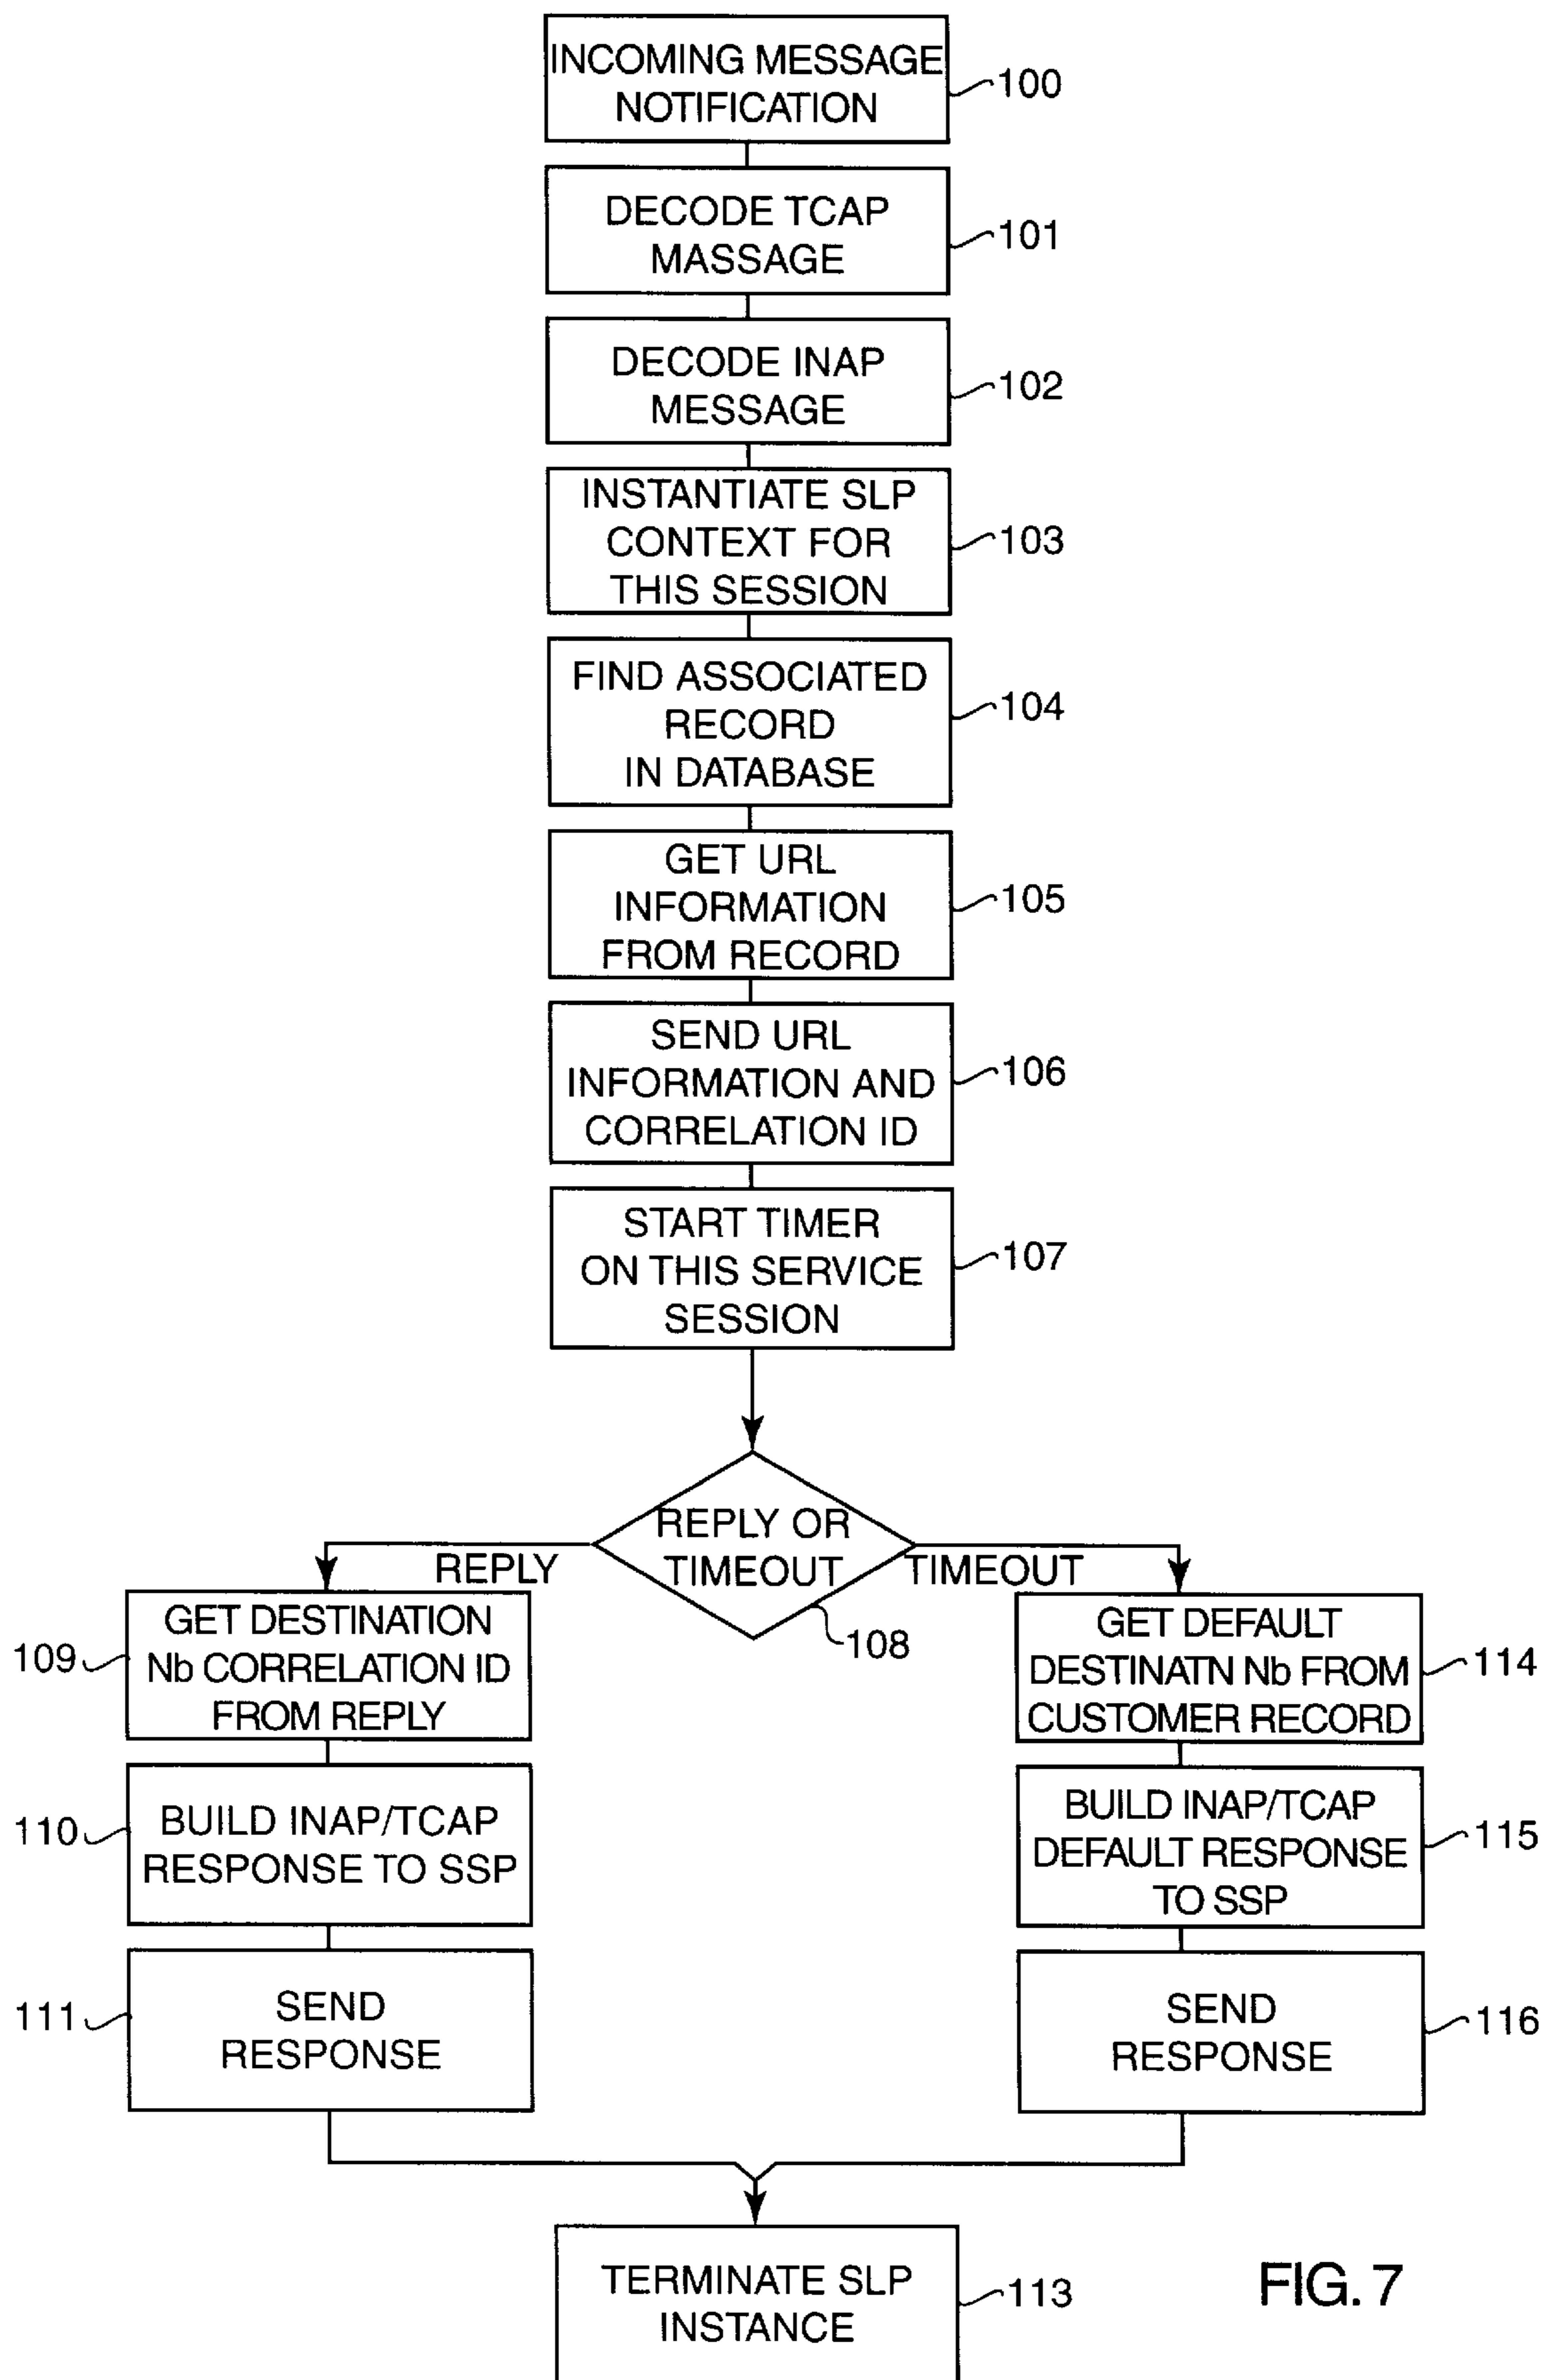 INCOMING MESSAGE
NOTIFICATION
100
DECODE TCAP
MASSAGE
101
DECODE INAP
MESSAGE
102
INSTANTIATE SLP
CONTEXT FOR
THIS SESSION
103
FIND ASSOCIATED
RECORD
IN DATABASE
104
GET URL
INFORMATION
FROM RECORD
105
SEND URL
INFORMATION AND
CORRELATION ID
106
START TIMER
ON THIS SERVICE
SESSION
107
REPLY OR
TIMEOUT
108
REPLY
TIMEOUT
GET DESTINATION
Nb CORRELATION ID
FROM REPLY
109
BUILD INAP/TCAP
RESPONSE TO SSP
110
SEND
RESPONSE
111
GET DEFAULT
DESTINATN Nb FROM
CUSTOMER RECORD
114
BUILD INAP/TCAP
DEFAULT RESPONSE
TO SSP
115
SEND
RESPONSE
116
TERMINATE SLP
INSTANCE
113
FIG. 7